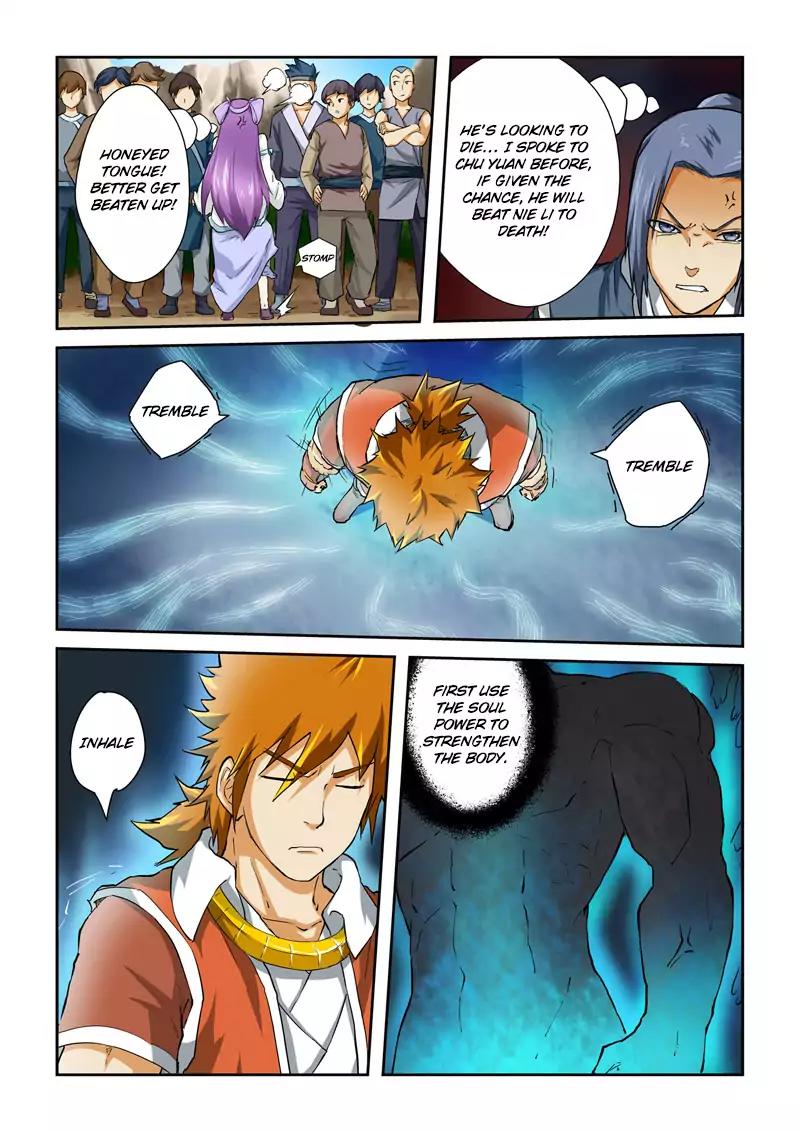 HONEYED
TONGUE!
BETTER GET
BEATEN UP!
STOMP
HE'S LOOKING TO
DIE... I SPOKE TO
CHU YUAN BEFORE,
IF GIVEN THE
CHANCE, HE WILL
BEAT NIE LI TO
DEATH!
TREMBLE
TREMBLE
INHALE
FIRST USE
THE SOUL
POWER TO
STRENGTHEN
THE BODY.